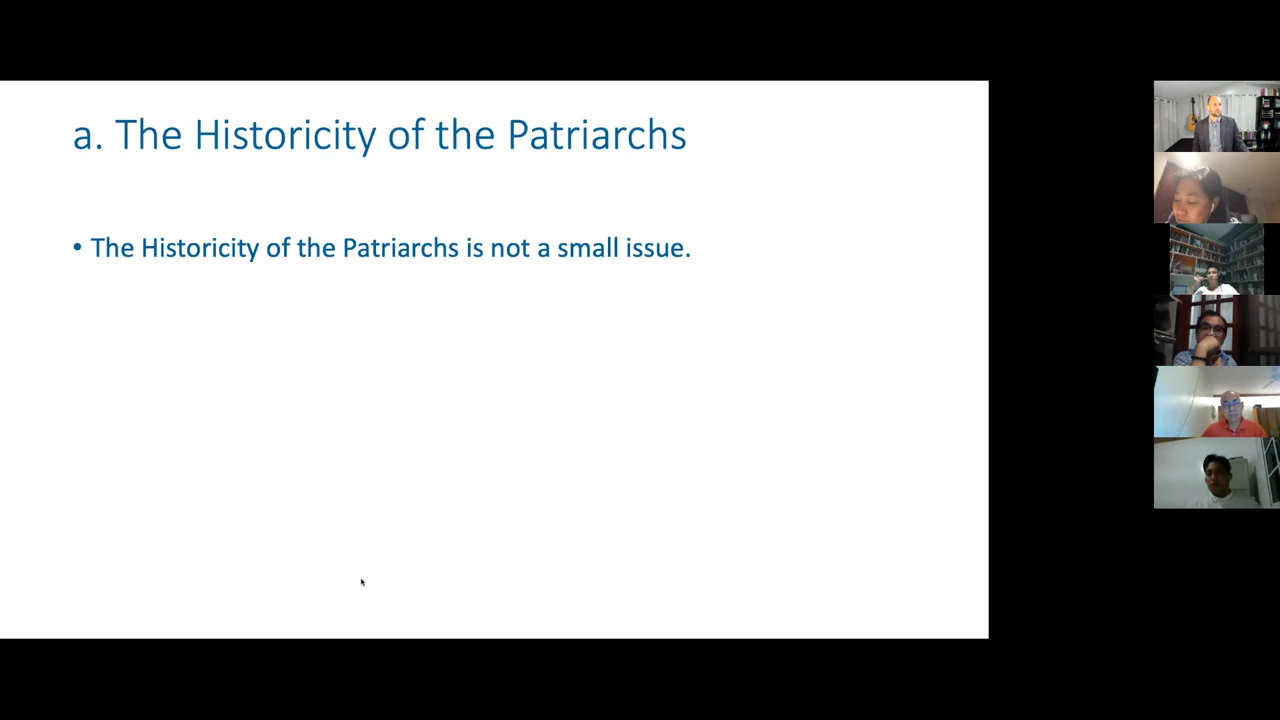 a. The Historicity of the Patriarchs
• The Historicity of the Patriarchs is not a small issue.